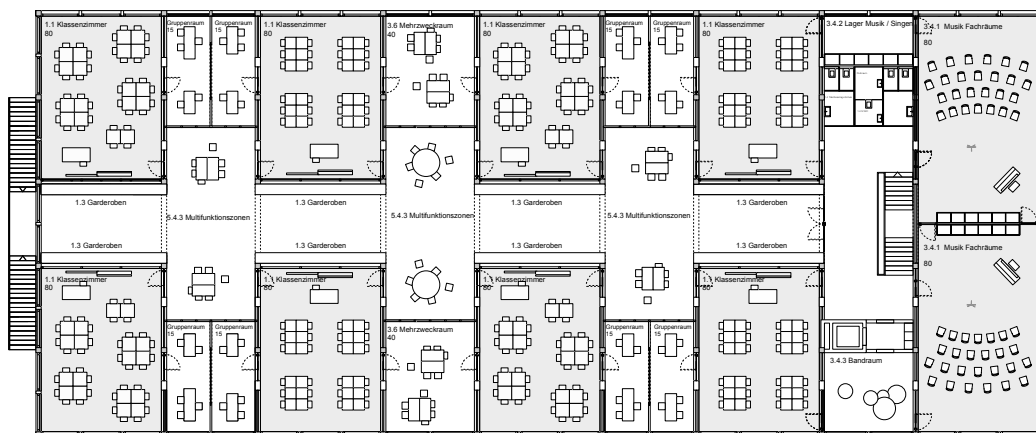 1.1 Klassenzimmer
80
Gruppenraum
15
Gruppenraum
15
1.1 Klassenzimmer
80
3.6 Mehrzweckraum
40
1.1 Klassenzimmer
80
Gruppenraum
15
Gruppenraum
15
1.1 Klassenzimmer
80
3.4.2 Lager Musik / Singen
3.4.1 Musik Fachräume
80
1.3 Garderoben
1.3 Garderoben
1.3 Garderoben
1.3 Garderoben
5.4.3 Multifunktionszonen
5.4.3 Multifunktionszonen
5.4.3 Multifunktionszonen
1.3 Garderoben
1.3 Garderoben
1.3 Garderoben
1.3 Garderoben
3.4.1 Musik Fachräume
80
1.1 Klassenzimmer
80
1.1 Klassenzimmer
80
1.1 Klassenzimmer
80
1.1 Klassenzimmer
80
Gruppenraum
15
Gruppenraum
15
3.6 Mehrzweckraum
40
Gruppenraum
15
Gruppenraum
15
3.4.3 Bandraum